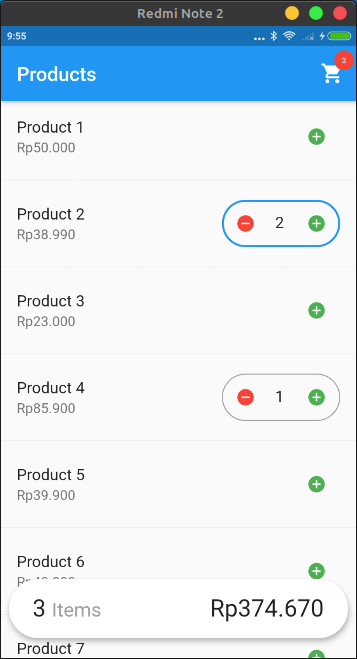 Redmi Note 2
9:55
Products
3
Product 1
Rp50.000
Product 2
Rp38.990
2
Product 3
Rp23.000
Product 4
Rp85.900
1
Product 5
Rp39.900
Product 6
3 Items
Rp374.670
Product 7